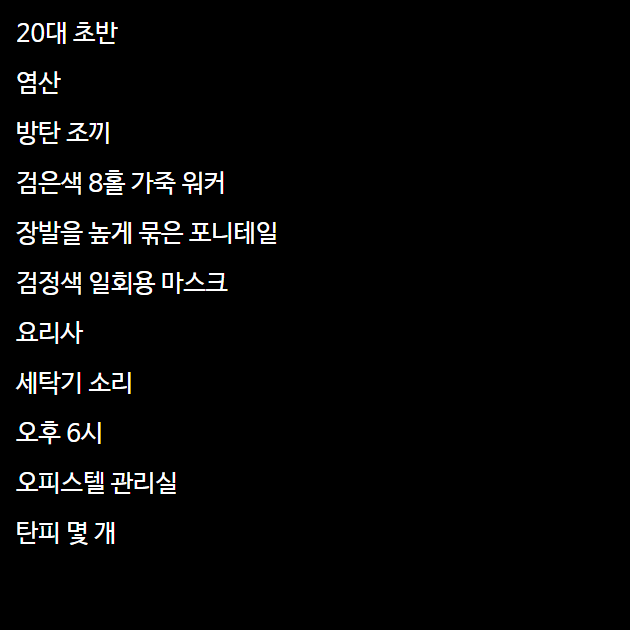 20대 초반
염산
방탄 조끼
검은색 8홀 가죽 워커
장발을 높게 묶은 포니테일
검정색 일회용 마스크
요리사
세탁기 소리
오후 6시
오피스텔 관리실
탄피 몇 개